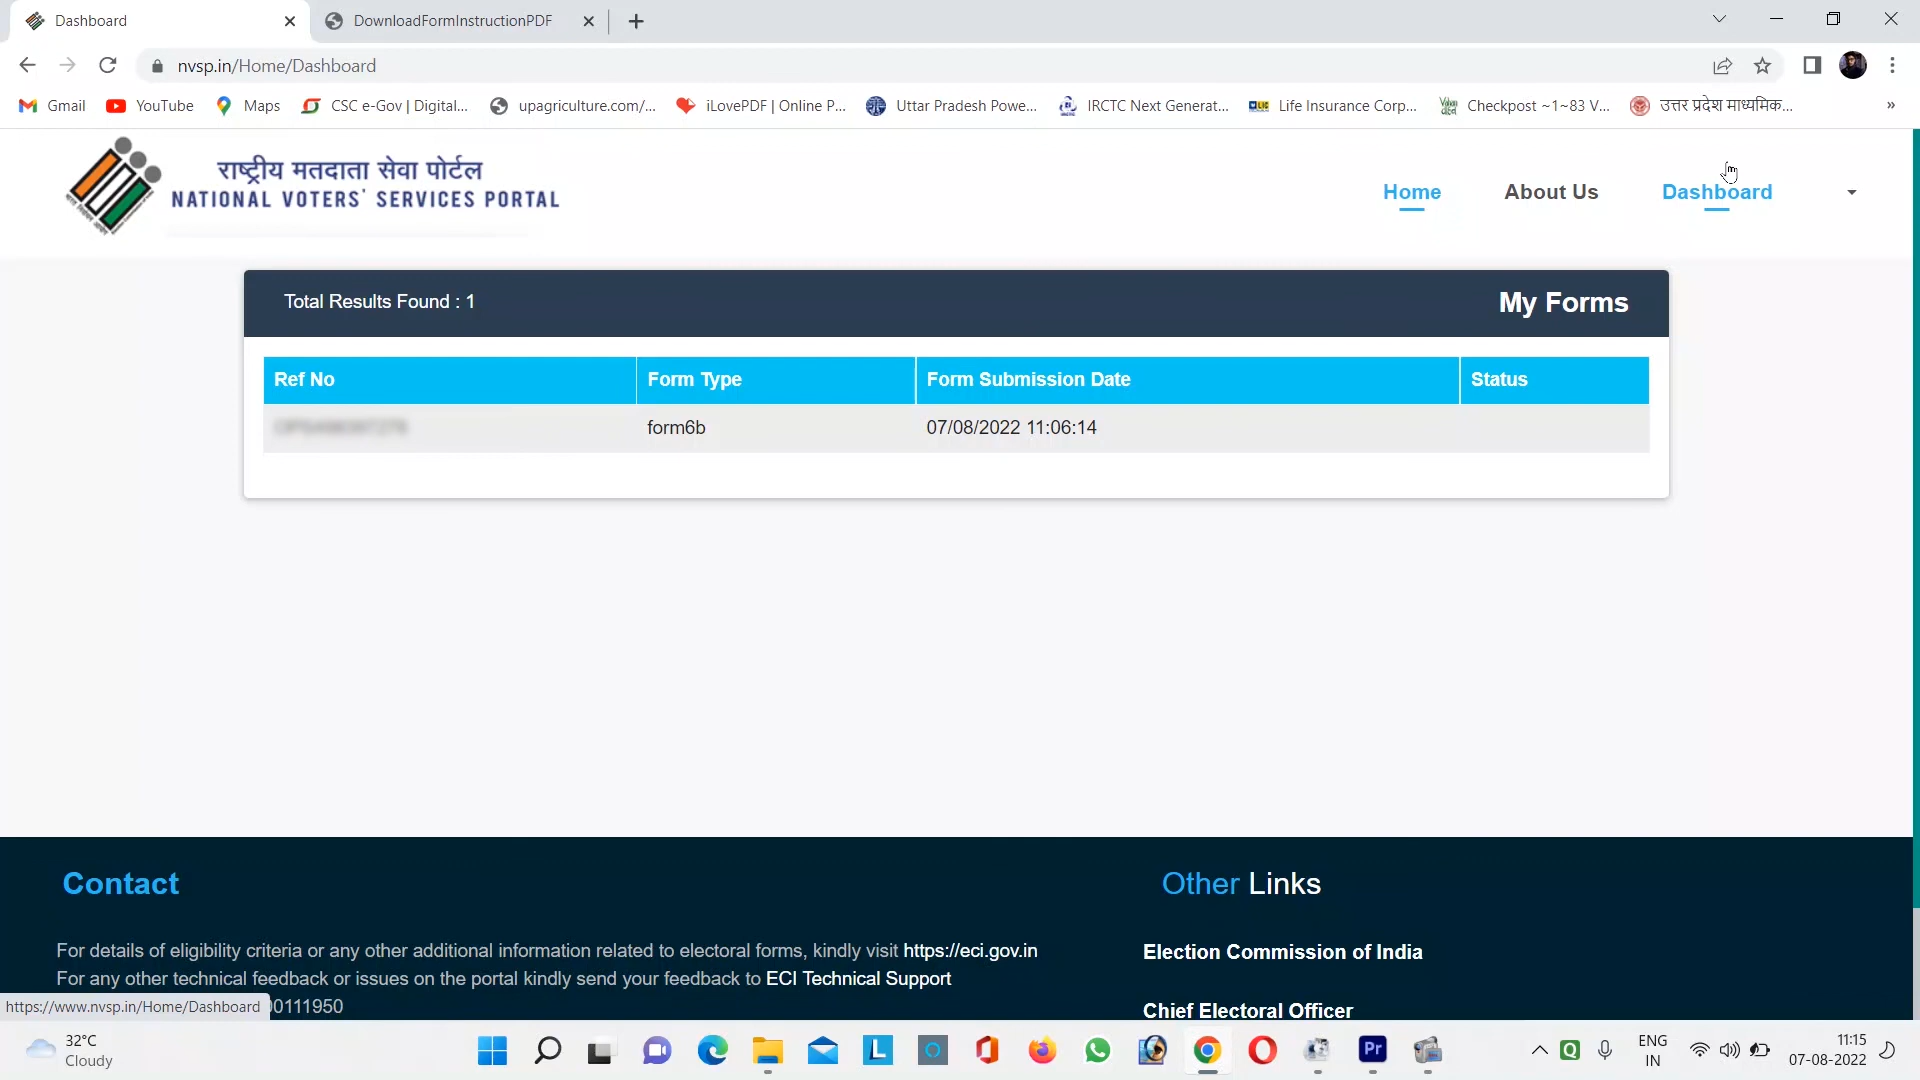 Dashboard
DownloadFormInstructionPDF
nvsp.in/Home/Dashboard
Gmail
YouTube
Maps
CSC e-Gov | Digital...
upagriculture.com/...
iLovePDF | Online P...
Uttar Pradesh Powe...
IRCTC Next Generat...
Life Insurance Corp...
Checkpost ~1~83 V...
उत्तर प्रदेश माध्यमिक...
»
राष्ट्रीय मतदाता सेवा पोर्टल
NATIONAL VOTERS' SERVICES PORTAL
Home
About Us
Dashboard
Total Results Found : 1
My Forms
Ref No
Form Type
Form Submission Date
Status
form6b
07/08/2022 11:06:14
Contact
Other Links
For details of eligibility criteria or any other additional information related to electoral forms, kindly visit https://eci.gov.in
For any other technical feedback or issues on the portal kindly send your feedback to ECI Technical Support
Election Commission of India
https://www.nvsp.in/Home/Dashboard
00111950
Chief Electoral Officer
32°C
Cloudy
L
Pr
Q
ENG
IN
11:15
07-08-2022